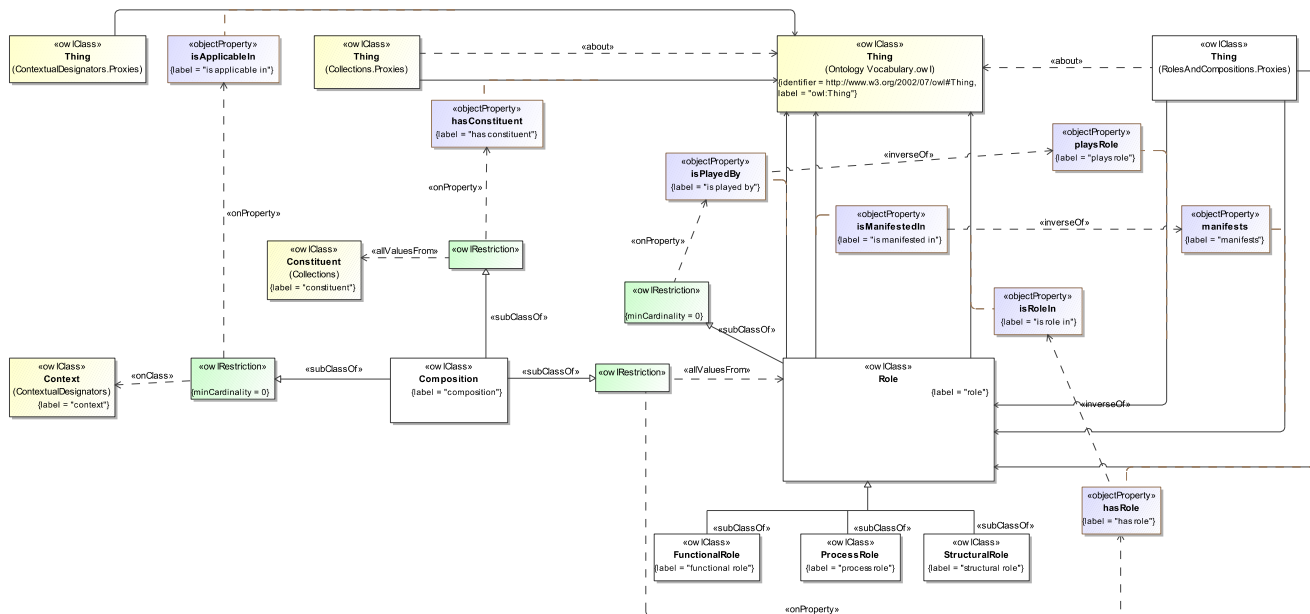 «owlClass»
Thing
(ContextualDesignators.Proxies)
«objectProperty»
isApplicableIn
{label = "is applicable in"}
«owlClass»
Thing
(Collections.Proxies)
«about»
«owlClass»
Thing
(Ontology Vocabulary.owl)
{identifier = http://www.w3.org/2002/07/owl#Thing,
label = "owl:Thing"}
«about»
«owlClass»
Thing
(RolesAndCompositions.Proxies)
«objectProperty»
hasConstituent
{label = "has constituent"}
«objectProperty»
isPlayedBy
{label = "is played by"}
«inverseOf»
«objectProperty»
playsRole
{label = "plays role"}
«onProperty»
«onProperty»
«onProperty»
«objectProperty»
isManifestedIn
{label = "is manifested in"}
«inverseOf»
«objectProperty»
manifests
{label = "manifests"}
«owlClass»
Constituent
(Collections)
{label = "constituent"}
«allValuesFrom»
«owlRestriction»
«owlRestriction»
{minCardinality = 0}
«objectProperty»
isRoleIn
{label = "is role in"}
«subClassOf»
«subClassOf»
«owlClass»
Context
(ContextualDesignators)
{label = "context"}
«onClass»
«owlRestriction»
{minCardinality = 0}
«subClassOf»
«owlClass»
Composition
{label = "composition"}
«subClassOf»
«owlRestriction»
«allValuesFrom»
«owlClass»
Role
{label = "role"}
«inverseOf»
«objectProperty»
hasRole
{label = "has role"}
«subClassOf»
«subClassOf»
«subClassOf»
«owlClass»
FunctionalRole
{label = "functional role"}
«owlClass»
ProcessRole
{label = "process role"}
«owlClass»
StructuralRole
{label = "structural role"}
«onProperty»